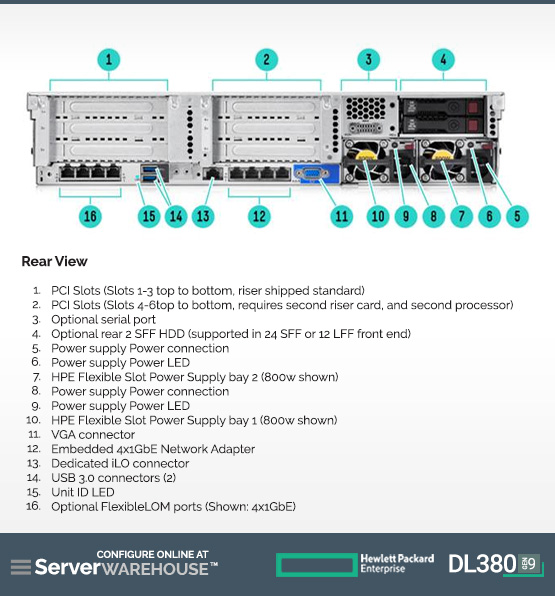 1 2 3 4
16 15 14 13 12 11 10 9 8 7 6 5
Rear View
1. PCI Slots (Slots 1-3 top to bottom, riser shipped standard)
2. PCI Slots (Slots 4-6top to bottom, requires second riser card, and second processor)
3. Optional serial port
4. Optional rear 2 SFF HDD (supported in 24 SFF or 12 LFF front end)
5. Power supply Power connection
6. Power supply Power LED
7. HPE Flexible Slot Power Supply bay 2 (800w shown)
8. Power supply Power connection
9. Power supply Power LED
10. HPE Flexible Slot Power Supply bay 1 (800w shown)
11. VGA connector
12. Embedded 4x1GbE Network Adapter
13. Dedicated iLO connector
14. USB 3.0 connectors (2)
15. Unit ID LED
16. Optional FlexibleLOM ports (Shown: 4x1GbE)
CONFIGURE ONLINE AT
ServerWAREHOUSE™
Hewlett Packard
Enterprise
DL380 GEN 9